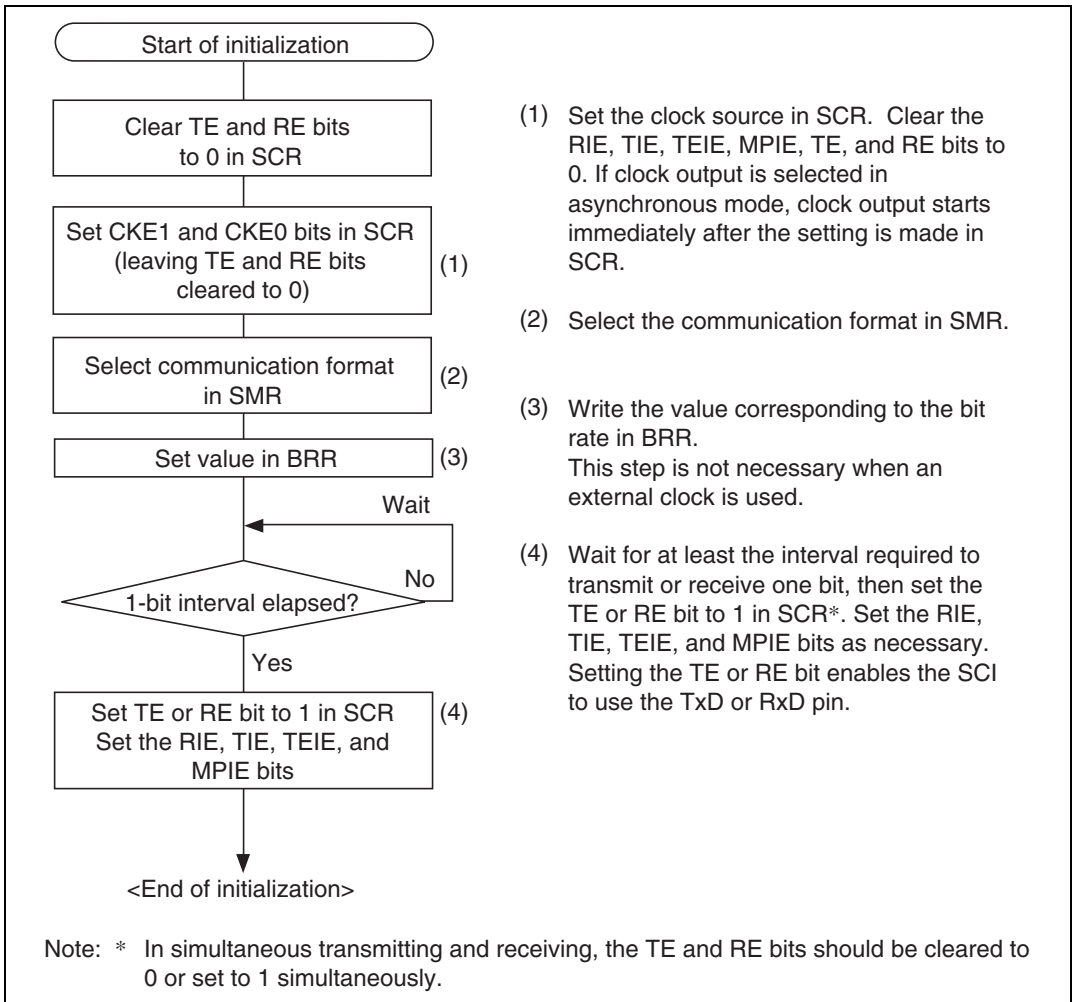 Start of initialization
Clear TE and RE bits
to 0 in SCR
Set CKE1 and CKE0 bits in SCR
(leaving TE and RE bits
cleared to 0)
(1)
Select communication format
in SMR
(2)
Set value in BRR
(3)
Wait
No
1-bit interval elapsed?
Yes
Set TE or RE bit to 1 in SCR
Set the RIE, TIE, TEIE, and
MPIE bits
(4)
<End of initialization>
(1) Set the clock source in SCR. Clear the
RIE, TIE, TEIE, MPIE, TE, and RE bits to
0. If clock output is selected in
asynchronous mode, clock output starts
immediately after the setting is made in
SCR.
(2) Select the communication format in SMR.
(3) Write the value corresponding to the bit
rate in BRR.
This step is not necessary when an
external clock is used.
(4) Wait for at least the interval required to
transmit or receive one bit, then set the
TE or RE bit to 1 in SCR*. Set the RIE,
TIE, TEIE, and MPIE bits as necessary.
Setting the TE or RE bit enables the SCI
to use the TxD or RxD pin.
Note: * In simultaneous transmitting and receiving, the TE and RE bits should be cleared to
0 or set to 1 simultaneously.